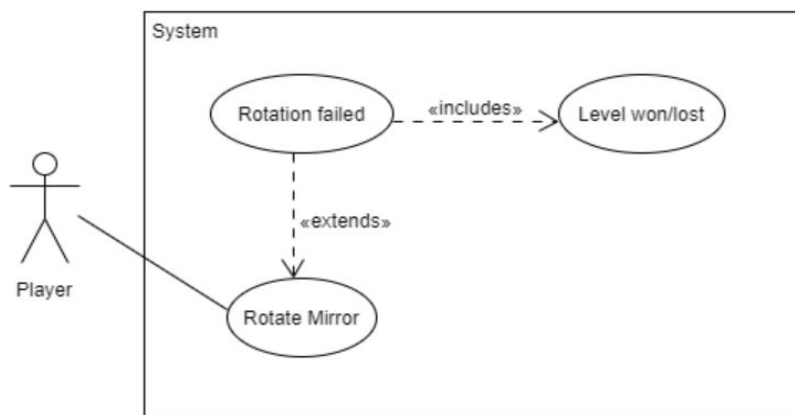 System
Rotation failed
«includes»
Level won/lost
«extends»
Player
Rotate Mirror